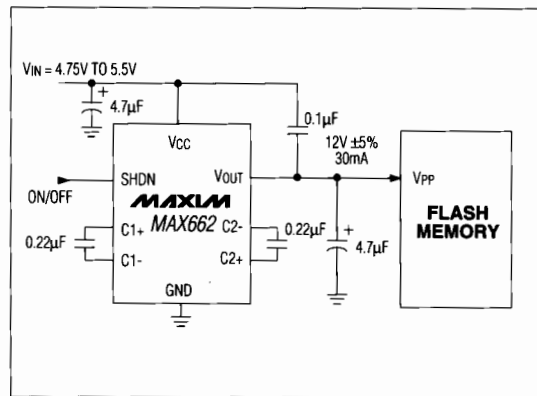 VIN = 4.75V TO 5.5V
+
4.7µF
0.1µF
12V ±5%
30mA
VCC
VOUT
VPP
SHDN
ON/OFF
MAXIM
MAX662
FLASH
MEMORY
C1+
C2-
0.22µF
0.22µF
+
4.7µF
C1-
C2+
GND